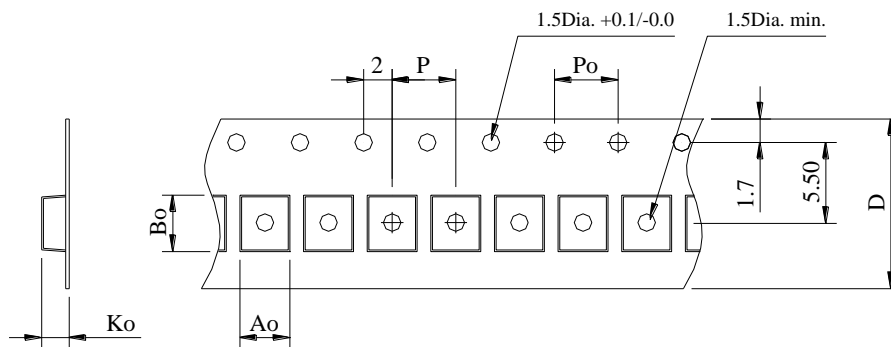 1.5Dia. +0.1/-0.0
1.5Dia. min.
2
P
Po
1.7
5.50
D
Bo
Ko
Ao